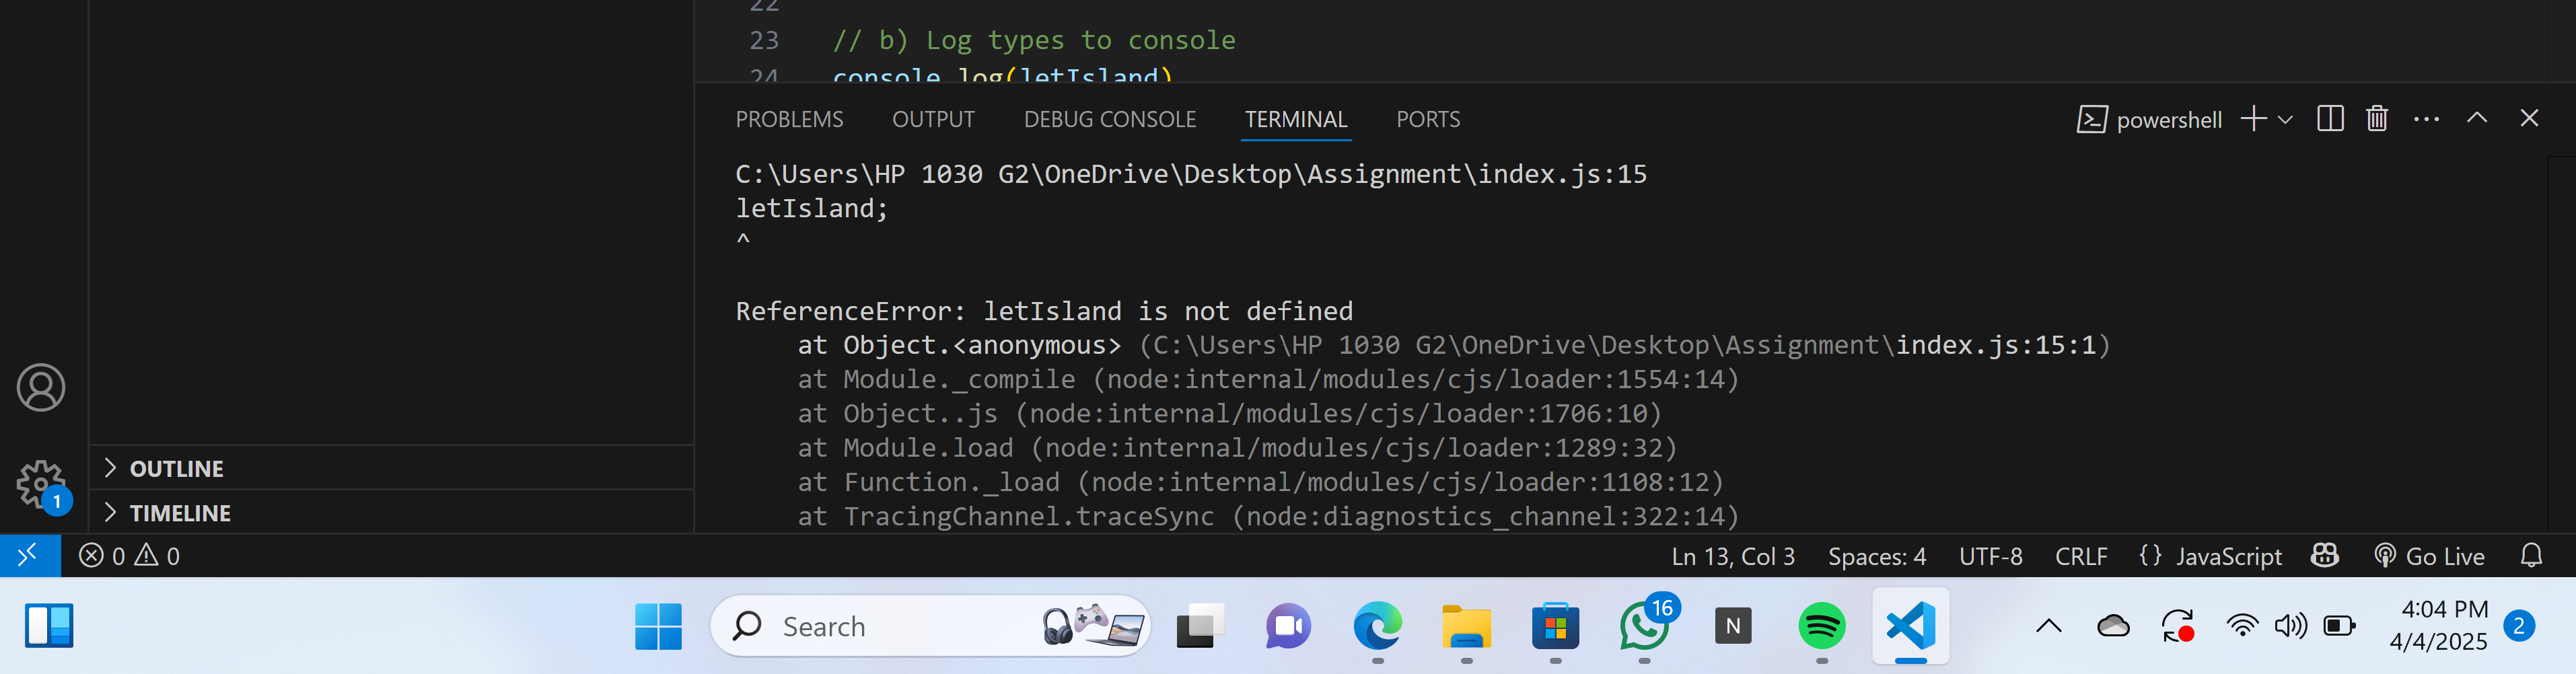 22
23 // b) Log types to console
24 console.log(letIsland)
PROBLEMS OUTPUT DEBUG CONSOLE TERMINAL PORTS powershell
C:\Users\HP 1030 G2\OneDrive\Desktop\Assignment\index.js:15
letIsland;
^
ReferenceError: letIsland is not defined
at Object.<anonymous> (C:\Users\HP 1030 G2\OneDrive\Desktop\Assignment\index.js:15:1)
at Module._compile (node:internal/modules/cjs/loader:1554:14)
at Object..js (node:internal/modules/cjs/loader:1706:10)
at Module.load (node:internal/modules/cjs/loader:1289:32)
at Function._load (node:internal/modules/cjs/loader:1108:12)
at TracingChannel.traceSync (node:diagnostics_channel:322:14)
1
OUTLINE
TIMELINE
0 0 Ln 13, Col 3 Spaces: 4 UTF-8 CRLF {} JavaScript Go Live
Search 16 N 4:04 PM 2
4/4/2025